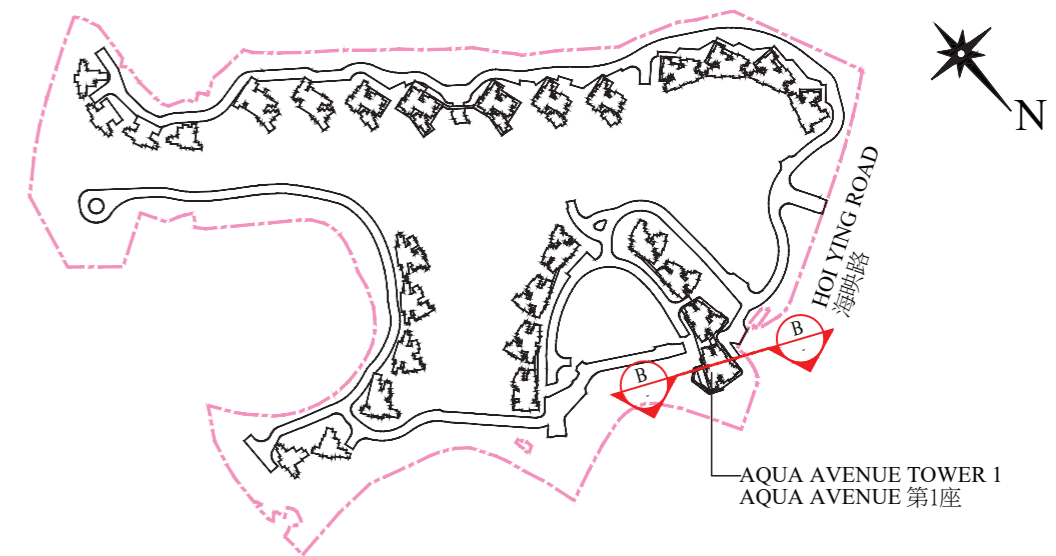 N
HOI YING ROAD
海映路
B
B
AQUA AVENUE TOWER 1
AQUA AVENUE 第1座